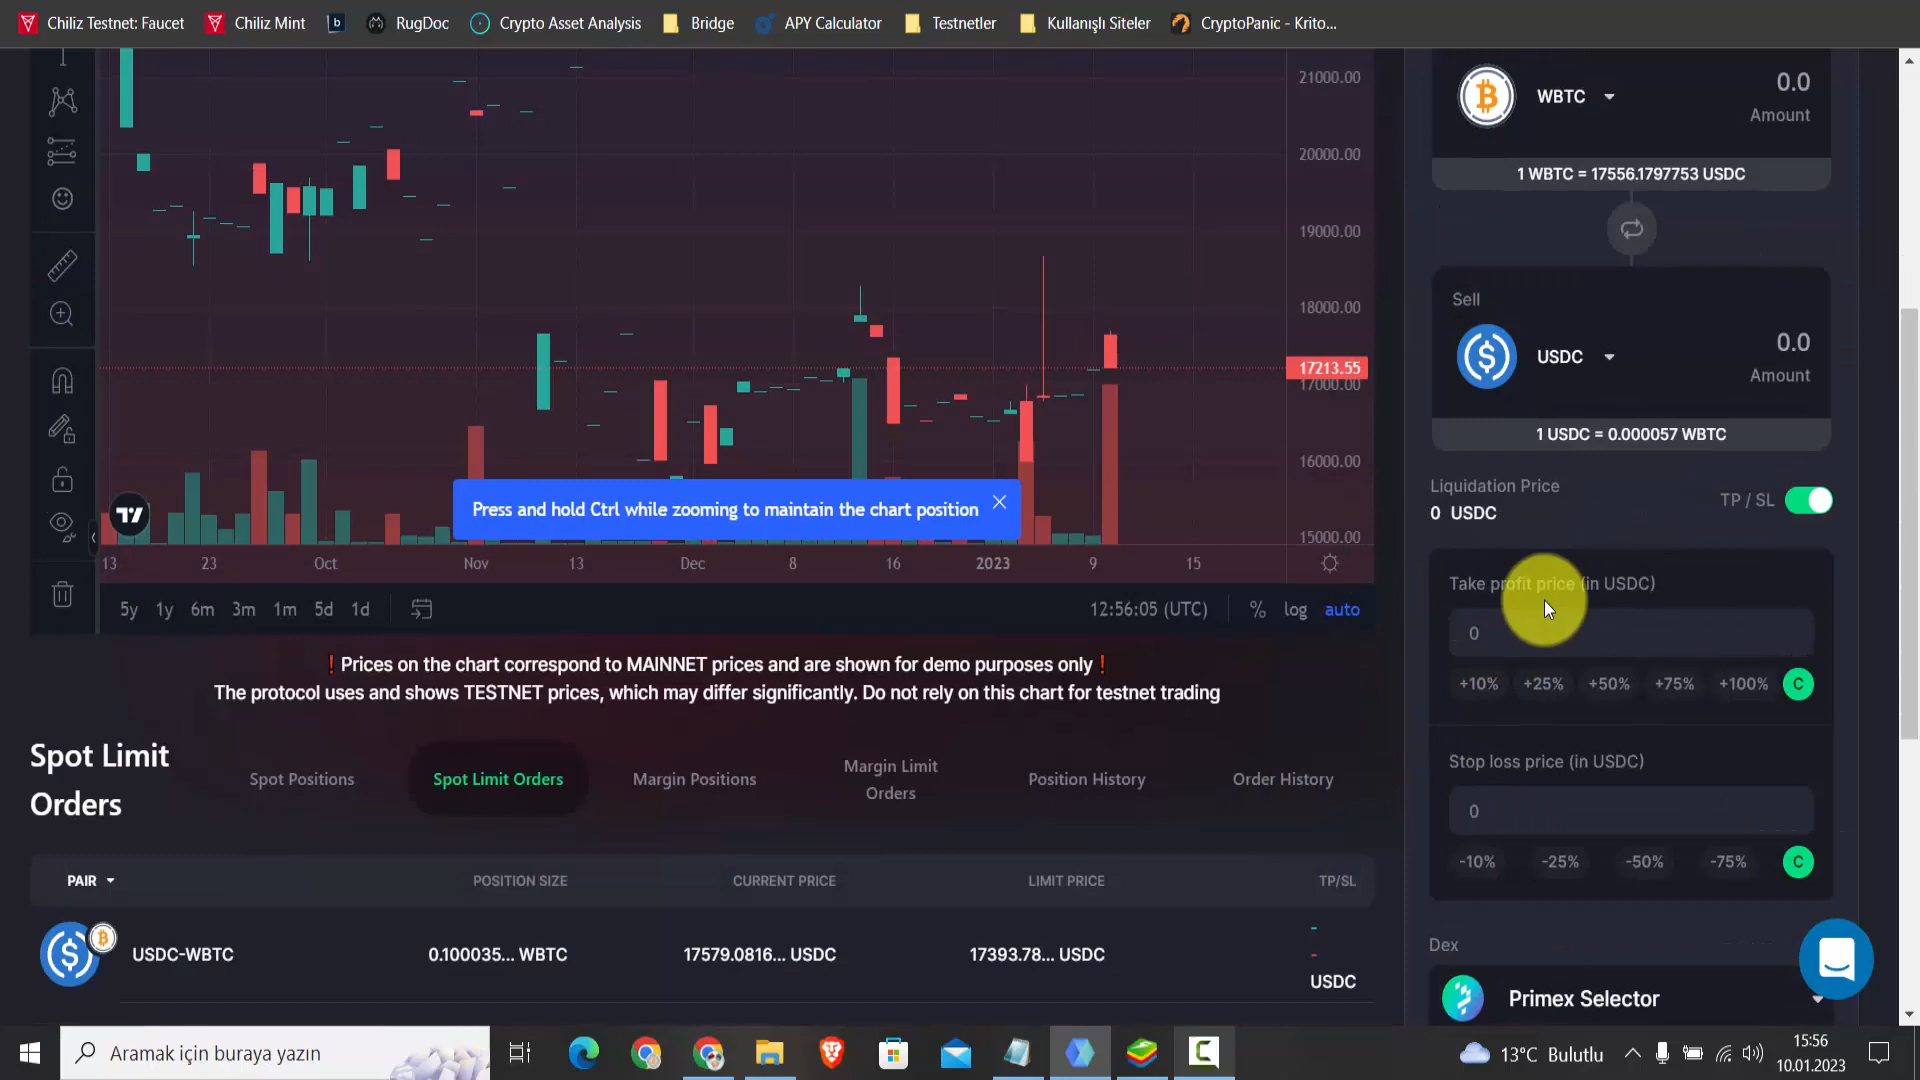 Chiliz Testnet: Faucet
Chiliz Mint
b
RugDoc
Crypto Asset Analysis
Bridge
APY Calculator
Testnetler
Kullanışlı Siteler
CryptoPanic - Krito...
21000.00
20000.00
19000.00
18000.00
17213.55
17000.00
16000.00
15000.00
Press and hold Ctrl while zooming to maintain the chart position
13 23 Oct Nov 13 Dec 8 16 2023 9 15
5y 1y 6m 3m 1m 5d 1d
12:56:05 (UTC) % log auto
❗Prices on the chart correspond to MAINNET prices and are shown for demo purposes only❗
The protocol uses and shows TESTNET prices, which may differ significantly. Do not rely on this chart for testnet trading
Spot Limit
Orders
Spot Positions
Spot Limit Orders
Margin Positions
Margin Limit
Orders
Position History
Order History
PAIR POSITION SIZE CURRENT PRICE LIMIT PRICE TP/SL
USDC-WBTC 0.100035... WBTC 17579.0816... USDC 17393.78... USDC
-
-
USDC
WBTC 0.0
Amount
1 WBTC = 17556.1797753 USDC
Sell
USDC 0.0
Amount
1 USDC = 0.000057 WBTC
Liquidation Price
0 USDC
TP / SL
Take profit price (in USDC)
0
+10% +25% +50% +75% +100% C
Stop loss price (in USDC)
0
-10% -25% -50% -75% C
Dex
Primex Selector
Aramak için buraya yazın
13°C Bulutlu
15:56
10.01.2023